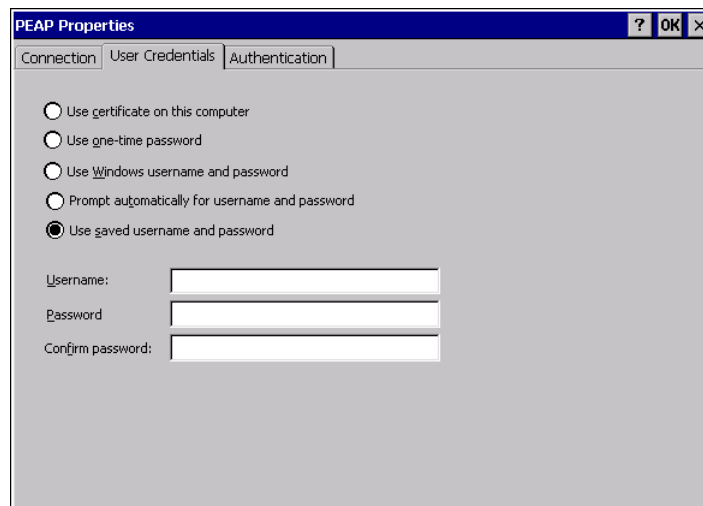 PEAP Properties ? OK ×
Connection User Credentials Authentication
Use certificate on this computer
Use one-time password
Use Windows username and password
Prompt automatically for username and password
Use saved username and password
Username:
Password
Confirm password: